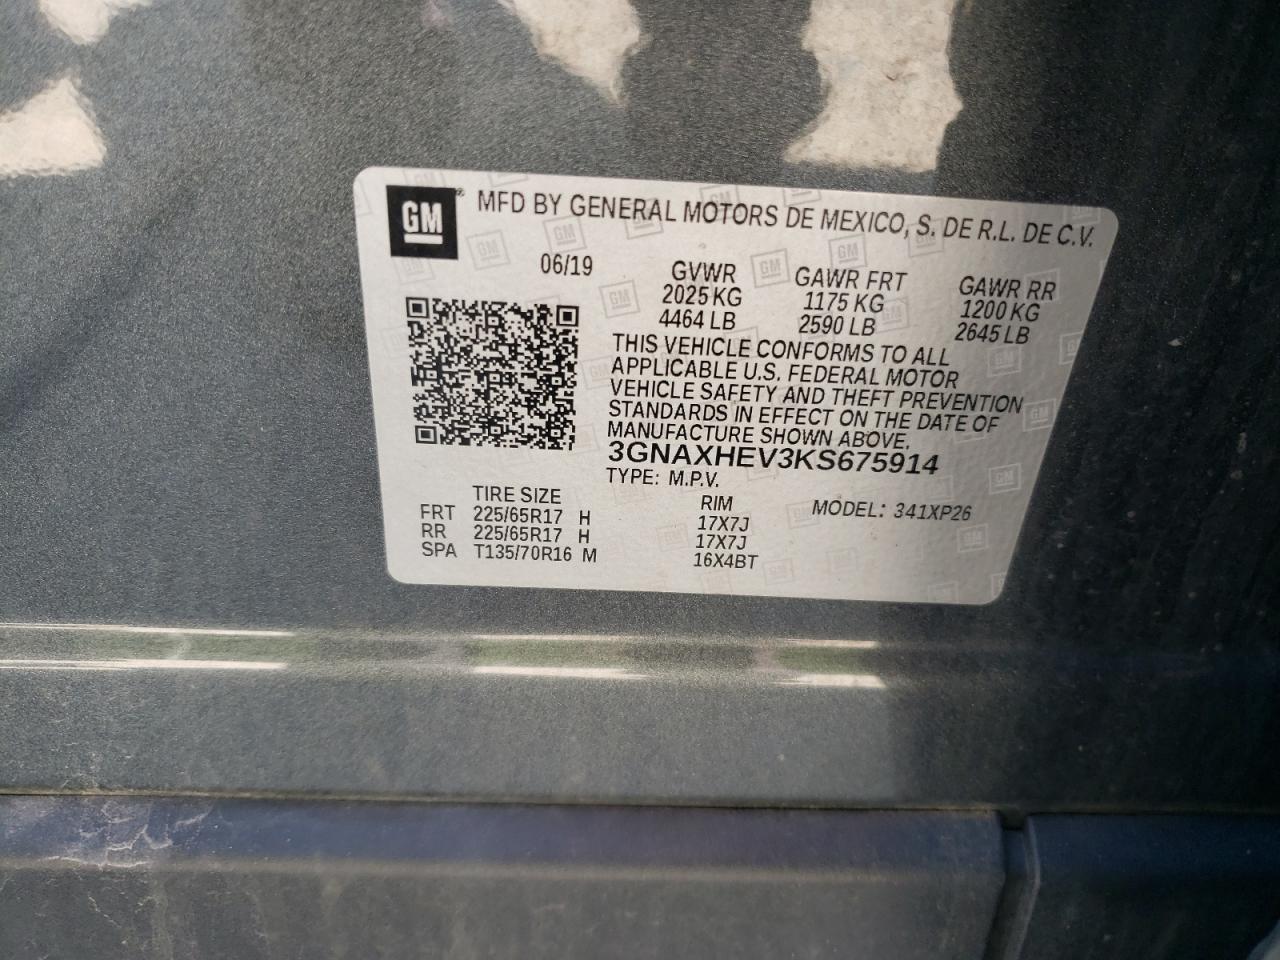 GM® MFD BY GENERAL MOTORS DE MEXICO, S. DE R.L. DE C.V.
06/19 GVWR GAWR FRT GAWR RR
2025 KG 1175 KG 1200 KG
4464 LB 2590 LB 2645 LB
THIS VEHICLE CONFORMS TO ALL
APPLICABLE U.S. FEDERAL MOTOR
VEHICLE SAFETY AND THEFT PREVENTION
STANDARDS IN EFFECT ON THE DATE OF
MANUFACTURE SHOWN ABOVE.
3GNAXHEV3KS675914
TYPE: M.P.V.
TIRE SIZE RIM MODEL: 341XP26
FRT 225/65R17 H 17X7J
RR 225/65R17 H 17X7J
SPA T135/70R16 M 16X4BT